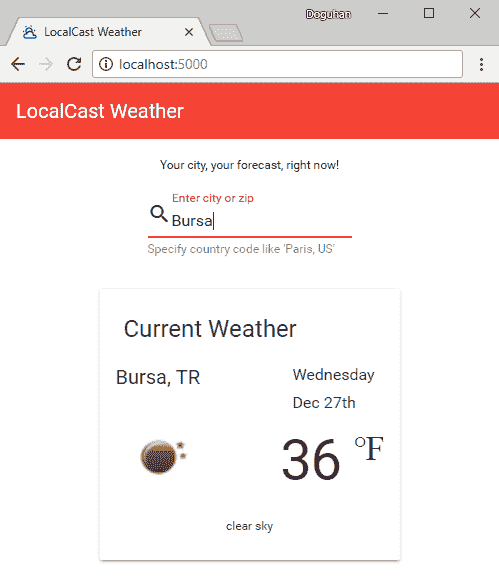 Doguhan
LocalCast Weather
localhost:5000
LocalCast Weather
Your city, your forecast, right now!
Enter city or zip
Bursa
Specify country code like 'Paris, US'
Current Weather
Bursa, TR
Wednesday
Dec 27th
36 °F
clear sky